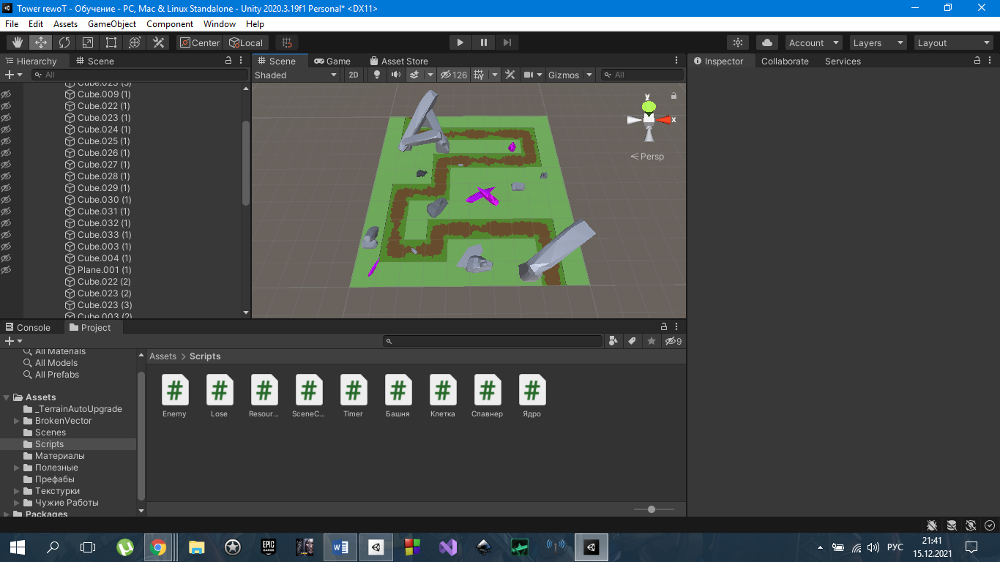 Tower rewoT - Обучение - PC, Mac & Linux Standalone - Unity 2020.3.19f1 Personal* <DX11>
File Edit Assets GameObject Component Window Help
Center Local Account Layers Layout
Hierarchy Scene
All
Cube.023 (3)
Cube.009 (1)
Cube.022 (1)
Cube.023 (1)
Cube.024 (1)
Cube.025 (1)
Cube.026 (1)
Cube.027 (1)
Cube.028 (1)
Cube.029 (1)
Cube.030 (1)
Cube.031 (1)
Cube.032 (1)
Cube.033 (1)
Cube.003 (1)
Cube.004 (1)
Plane.001 (1)
Cube.022 (2)
Cube.023 (2)
Cube.023 (3)
Cube.003 (2)
Scene Game Asset Store
Shaded 2D 126 Gizmos All
y
x
Persp
Inspector Collaborate Services
Console Project
9
All Materials
All Models
All Prefabs
Assets
_TerrainAutoUpgrade
BrokenVector
Scenes
Scripts
Материалы
Полезные
Префабы
Текстурки
Чужие Работы
Packages
Assets > Scripts
Enemy Lose Resour... SceneC... Timer Башня Клетка Спавнер Ядро
EPIC GAMES
РУС
21:41
15.12.2021